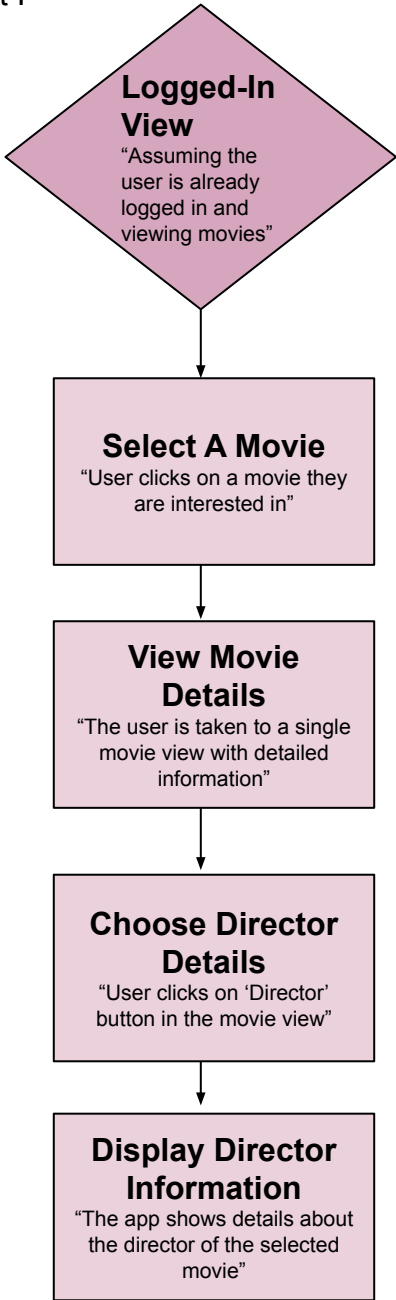 Logged-In
View
“Assuming the
user is already
logged in and
viewing movies”
Select A Movie
“User clicks on a movie they
are interested in”
View Movie
Details
“The user is taken to a single
movie view with detailed
information”
Choose Director
Details
“User clicks on ‘Director’
button in the movie view”
Display Director
Information
“The app shows details about
the director of the selected
movie”